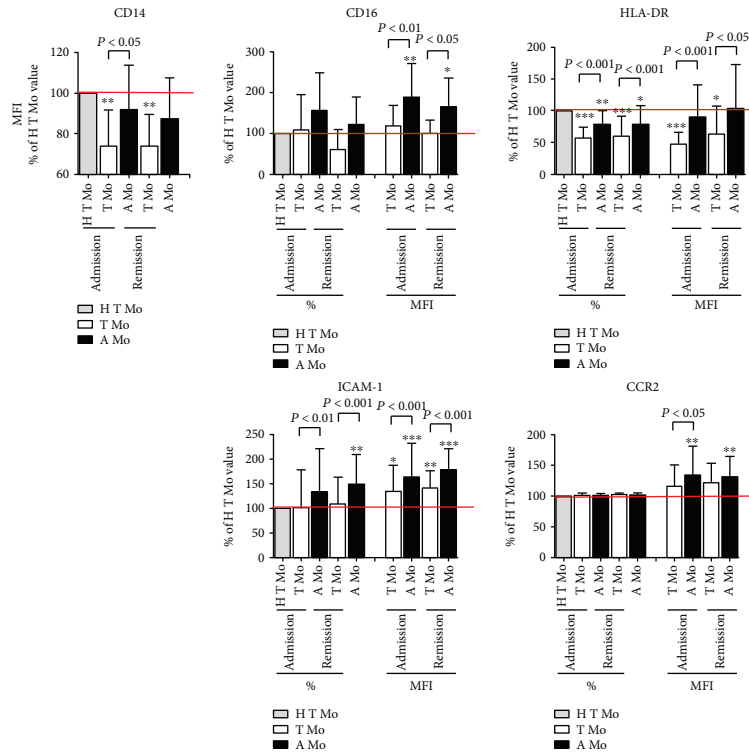 CD14
P < 0.05
120
100
80
60
MFI
% of H T Mo value
**
**
H T Mo
T Mo
A Mo
T Mo
A Mo
Admission
Remission
H T Mo
T Mo
A Mo
CD16
P < 0.01
P < 0.05
300
200
100
0
% of H T Mo value
**
*
H T Mo
T Mo
A Mo
T Mo
A Mo
T Mo
A Mo
T Mo
A Mo
Admission
Remission
Admission
Remission
%
MFI
H T Mo
T Mo
A Mo
HLA-DR
P < 0.001
P < 0.001
P < 0.001
P < 0.05
200
150
100
50
0
% of H T Mo value
***
**
***
*
***
*
H T Mo
T Mo
A Mo
T Mo
A Mo
T Mo
A Mo
T Mo
A Mo
Admission
Remission
Admission
Remission
%
MFI
H T Mo
T Mo
A Mo
ICAM-1
P < 0.01
P < 0.001
P < 0.001
P < 0.001
250
200
150
100
50
0
% of H T Mo value
**
*
***
**
***
H T Mo
T Mo
A Mo
T Mo
A Mo
T Mo
A Mo
T Mo
A Mo
Admission
Remission
Admission
Remission
%
MFI
H T Mo
T Mo
A Mo
CCR2
P < 0.05
200
150
100
50
0
% of H T Mo value
**
**
H T Mo
T Mo
A Mo
T Mo
A Mo
T Mo
A Mo
T Mo
A Mo
Admission
Remission
Admission
Remission
%
MFI
H T Mo
T Mo
A Mo